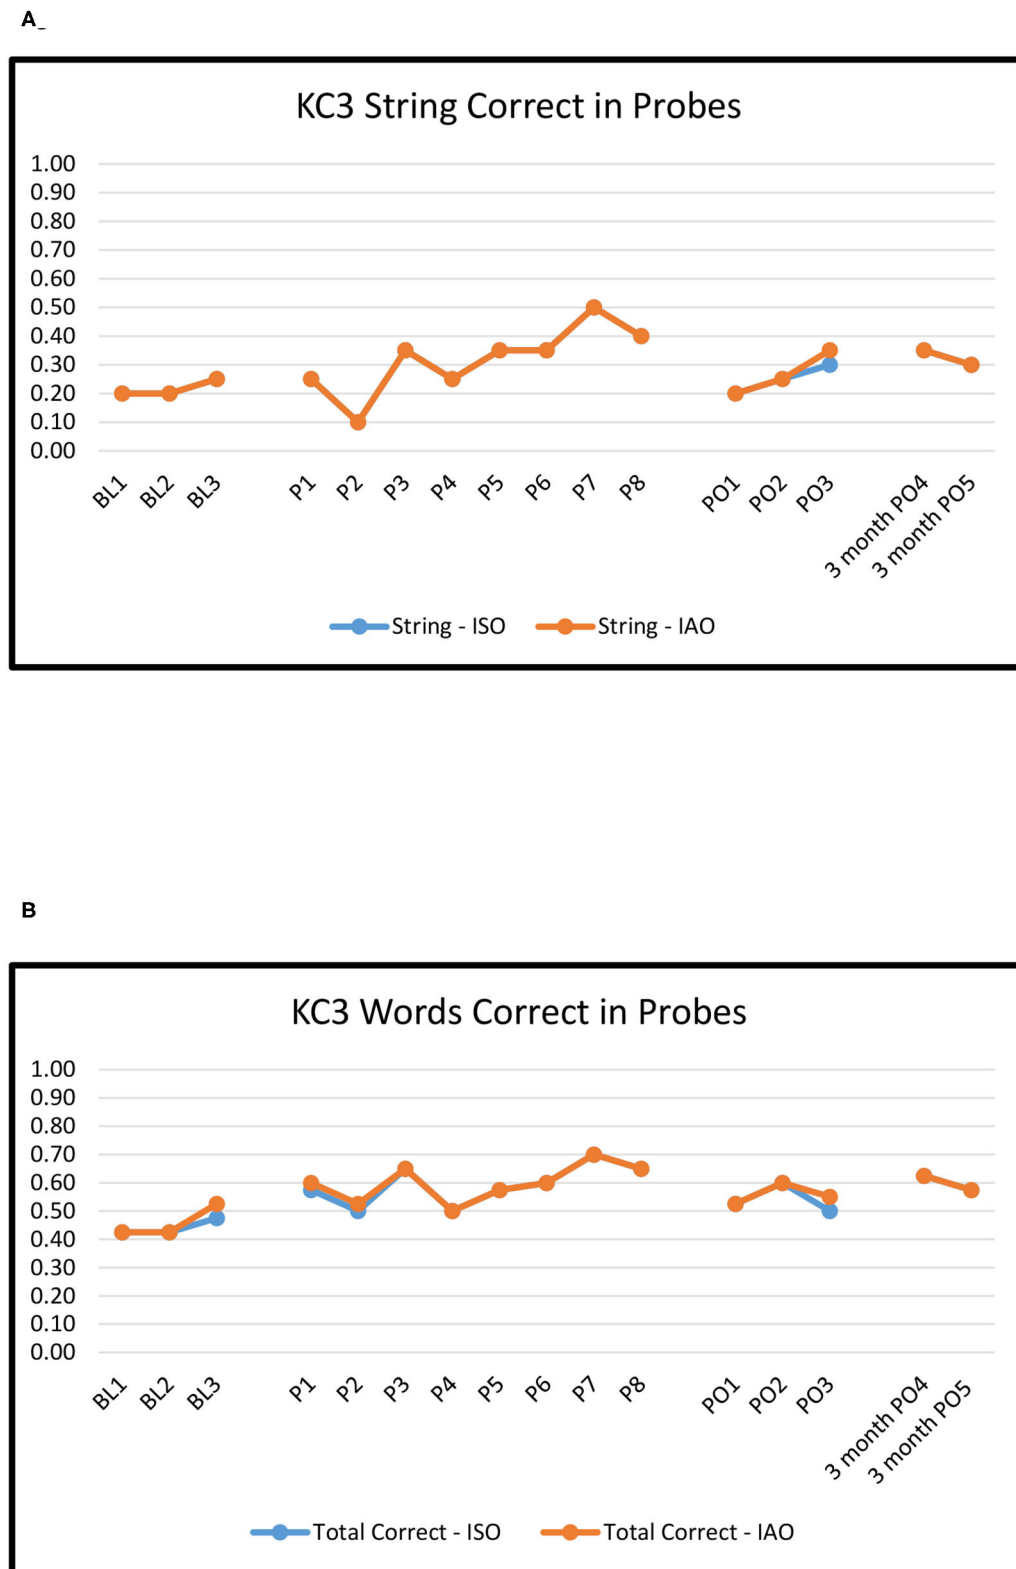 A
KC3 String Correct in Probes
1.00
0.90
0.80
0.70
0.60
0.50
0.40
0.30
0.20
0.10
0.00
BL1 BL2 BL3 P1 P2 P3 P4 P5 P6 P7 P8 PO1 PO2 PO3 3 month PO4 3 month PO5
String - ISO String - IAO
B
KC3 Words Correct in Probes
1.00
0.90
0.80
0.70
0.60
0.50
0.40
0.30
0.20
0.10
0.00
BL1 BL2 BL3 P1 P2 P3 P4 P5 P6 P7 P8 PO1 PO2 PO3 3 month PO4 3 month PO5
Total Correct - ISO Total Correct - IAO